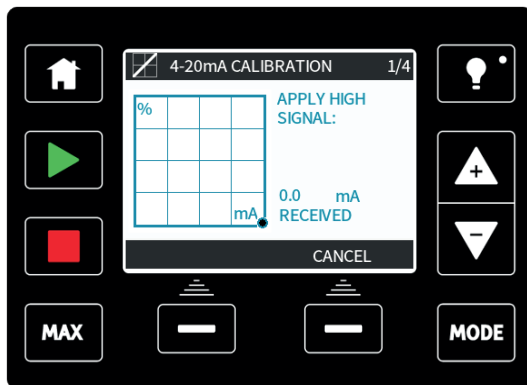 4-20mA CALIBRATION 1/4
%
APPLY HIGH
SIGNAL:
0.0 mA
mA RECEIVED
CANCEL
+
−
MAX
MODE